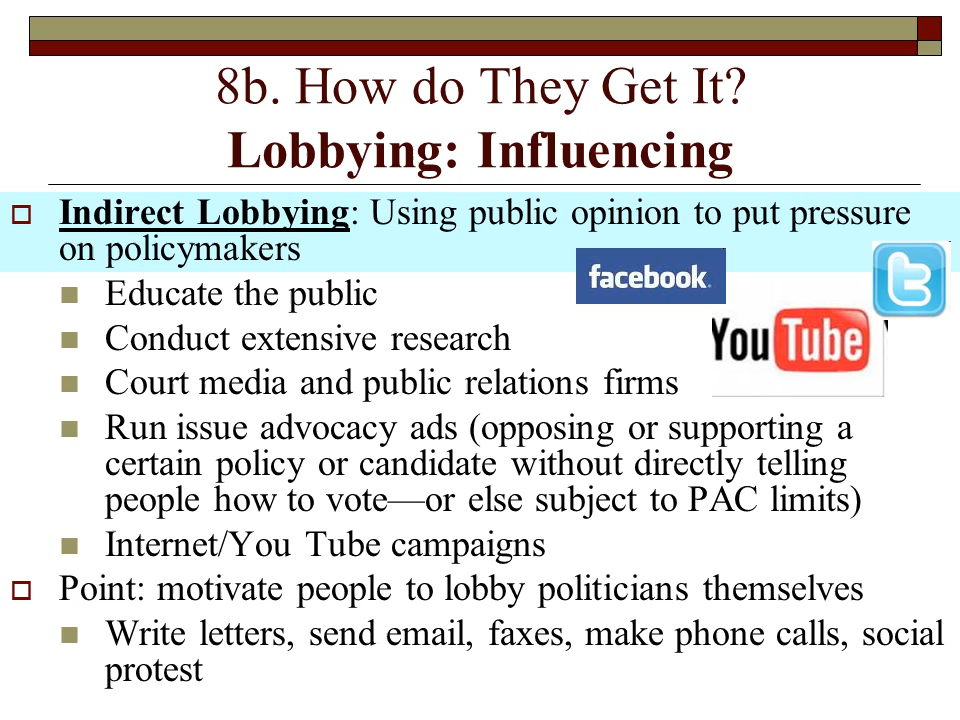 8b. How do They Get It?
Lobbying: Influencing
Indirect Lobbying: Using public opinion to put pressure
on policymakers
facebook.
t
You Tube
Educate the public
Conduct extensive research
Court media and public relations firms
Run issue advocacy ads (opposing or supporting a
certain policy or candidate without directly telling
people how to vote—or else subject to PAC limits)
Internet/You Tube campaigns
Point: motivate people to lobby politicians themselves
Write letters, send email, faxes, make phone calls, social
protest